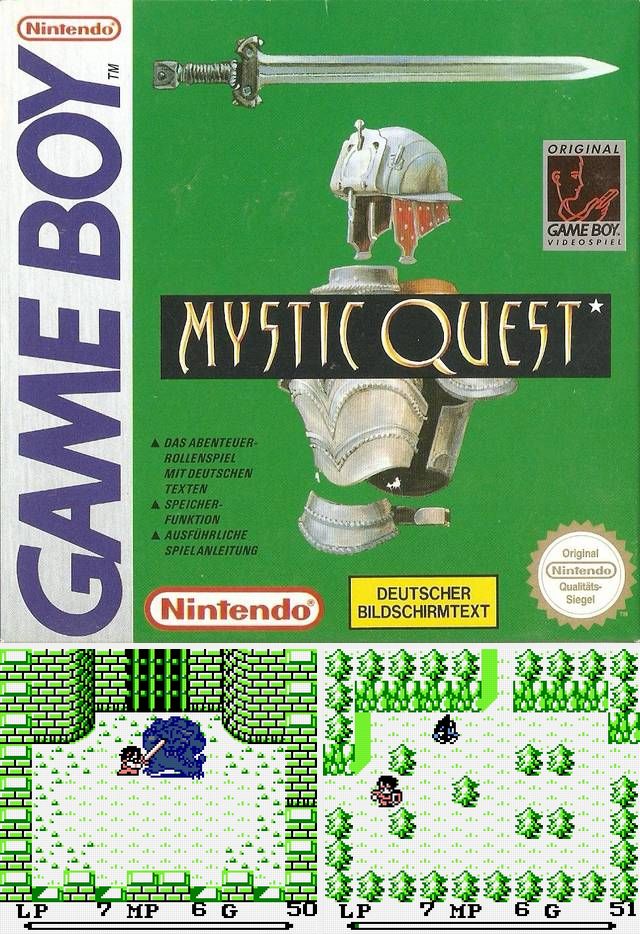 Nintendo
GAME BOY
TM
ORIGINAL
GAME BOY.
VIDEOSPIEL
MYSTIC QUEST
▲ DAS ABENTEUER-
ROLLENSPIEL
MIT DEUTSCHEN
TEXTEN
▲ SPEICHER-
FUNKTION
▲ AUSFÜHRLICHE
SPIELANLEITUNG
Nintendo
DEUTSCHER
BILDSCHIRMTEXT
Original
Nintendo
Qualitäts-
Siegel
TM
LP 7 MP 6 G 50
LP 7 MP 6 G 51